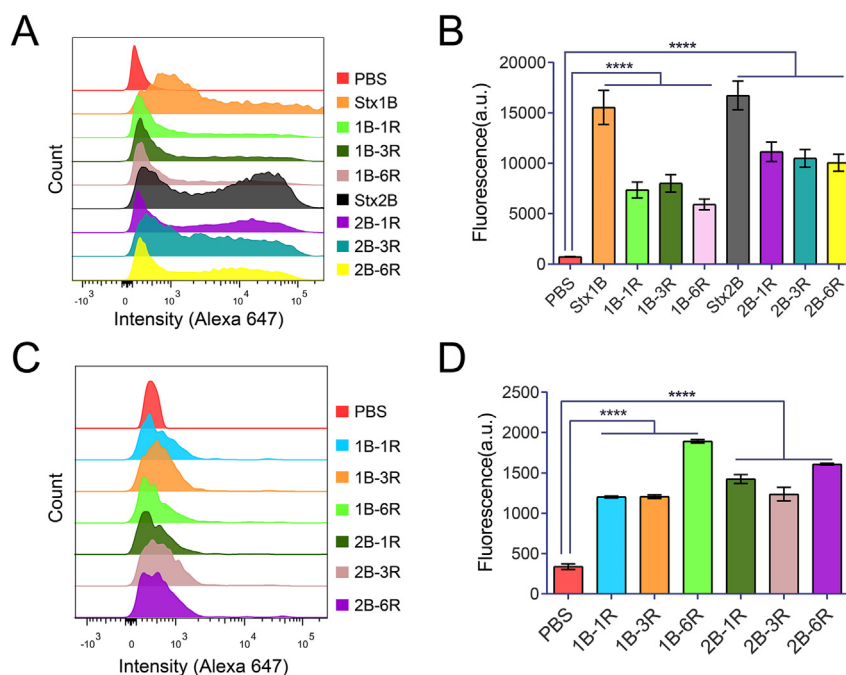 A
Count
PBS
Stx1B
1B-1R
1B-3R
1B-6R
Stx2B
2B-1R
2B-3R
2B-6R
-10³ 0 10³ 10⁴ 10⁵
Intensity (Alexa 647)
B
Fluorescence(a.u.)
20000
15000
10000
5000
0
****
****
PBS Stx1B 1B-1R 1B-3R 1B-6R Stx2B 2B-1R 2B-3R 2B-6R
C
Count
PBS
1B-1R
1B-3R
1B-6R
2B-1R
2B-3R
2B-6R
-10³ 0 10³ 10⁴ 10⁵
Intensity (Alexa 647)
D
Fluorescence(a.u.)
2500
2000
1500
1000
500
0
****
****
PBS 1B-1R 1B-3R 1B-6R 2B-1R 2B-3R 2B-6R